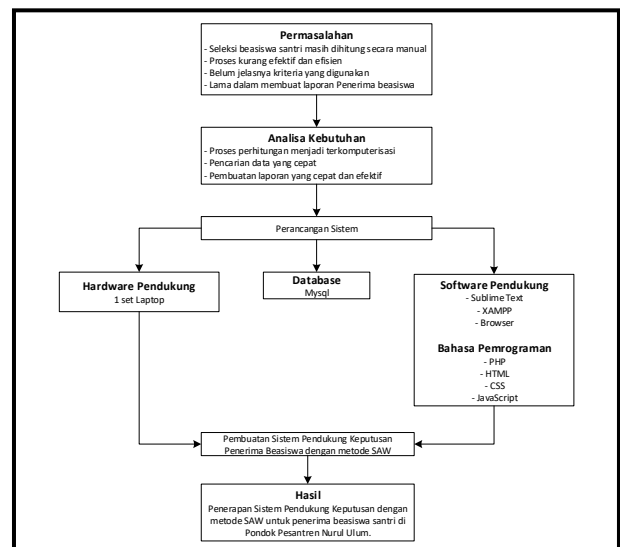 Permasalahan
- Seleksi beasiswa santri masih dihitung secara manual
- Proses kurang efektif dan efisien
- Belum jelasnya kriteria yang digunakan
- Lama dalam membuat laporan Penerima beasiswa
Analisa Kebutuhan
- Proses perhitungan menjadi terkomputerisasi
- Pencarian data yang cepat
- Pembuatan laporan yang cepat dan efektif
Perancangan Sistem
Hardware Pendukung
1 set Laptop
Database
Mysql
Software Pendukung
- Sublime Text
- XAMPP
- Browser
Bahasa Pemrograman
- PHP
- HTML
- CSS
- JavaScript
Pembuatan Sistem Pendukung Keputusan
Penerima Beasiswa dengan metode SAW
Hasil
Penerapan Sistem Pendukung Keputusan dengan
metode SAW untuk penerima beasiswa santri di
Pondok Pesantren Nurul Ulum.